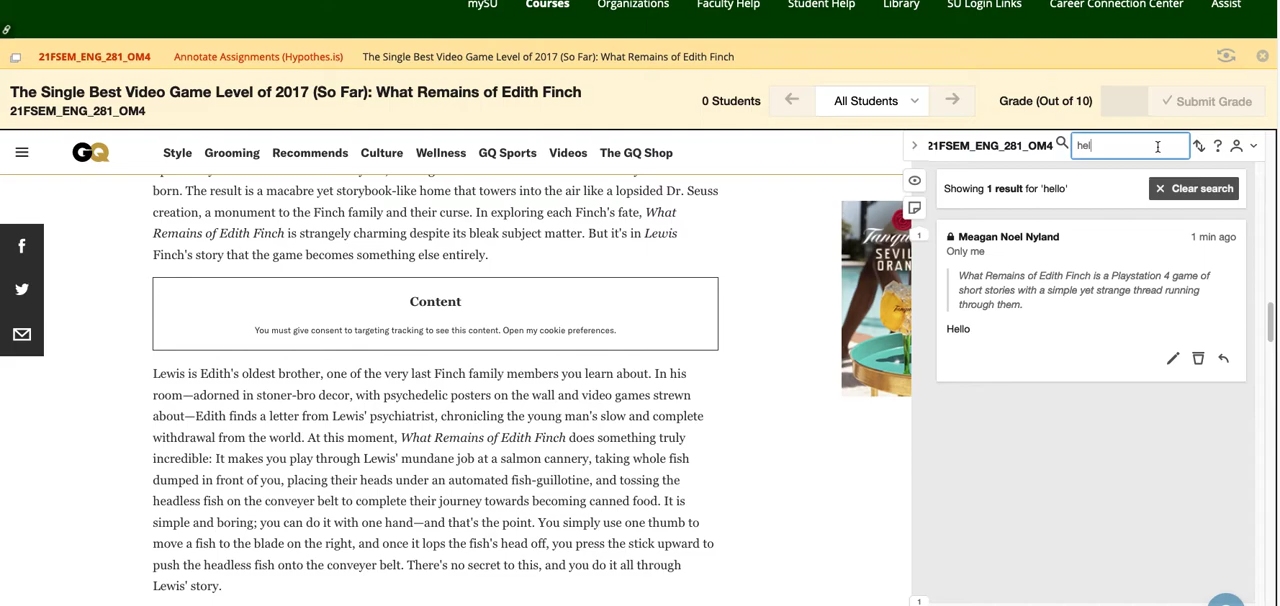 mySU Courses Organizations Faculty Help Student Help Library SU Login Links Career Connection Center Assist
21FSEM_ENG_281_OM4 Annotate Assignments (Hypothes.is) The Single Best Video Game Level of 2017 (So Far): What Remains of Edith Finch
The Single Best Video Game Level of 2017 (So Far): What Remains of Edith Finch
21FSEM_ENG_281_OM4
0 Students All Students Grade (Out of 10) Submit Grade
GQ Style Grooming Recommends Culture Wellness GQ Sports Videos The GQ Shop
born. The result is a macabre yet storybook-like home that towers into the air like a lopsided Dr. Seuss
creation, a monument to the Finch family and their curse. In exploring each Finch's fate, What
Remains of Edith Finch is strangely charming despite its bleak subject matter. But it's in Lewis
Finch's story that the game becomes something else entirely.
Content
You must give consent to targeting tracking to see this content. Open my cookie preferences.
Lewis is Edith's oldest brother, one of the very last Finch family members you learn about. In his
room—adorned in stoner-bro decor, with psychedelic posters on the wall and video games strewn
about—Edith finds a letter from Lewis' psychiatrist, chronicling the young man's slow and complete
withdrawal from the world. At this moment, What Remains of Edith Finch does something truly
incredible: It makes you play through Lewis' mundane job at a salmon cannery, taking whole fish
dumped in front of you, placing their heads under an automated fish-guillotine, and tossing the
headless fish on the conveyer belt to complete their journey towards becoming canned food. It is
simple and boring; you can do it with one hand—and that's the point. You simply use one thumb to
move a fish to the blade on the right, and once it lops the fish's head off, you press the stick upward to
push the headless fish onto the conveyer belt. There's no secret to this, and you do it all through
Lewis' story.
21FSEM_ENG_281_OM4 hel
Showing 1 result for 'hello' Clear search
1
Meagan Noel Nyland 1 min ago
Only me
What Remains of Edith Finch is a Playstation 4 game of
short stories with a simple yet strange thread running
through them.
Hello
1